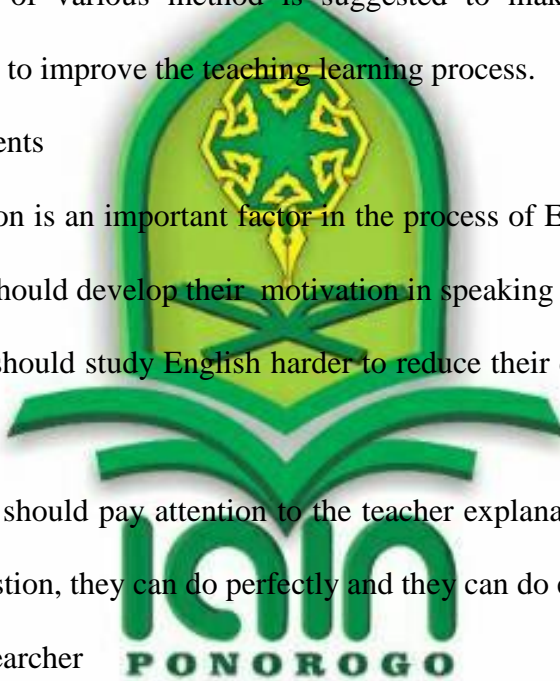 of various method is suggested to mak
to improve the teaching learning process.
ents
on is an important factor in the process of E
hould develop their motivation in speaking
should study English harder to reduce their
should pay attention to the teacher explana
stion, they can do perfectly and they can do
earcher
iain
PONOROGO